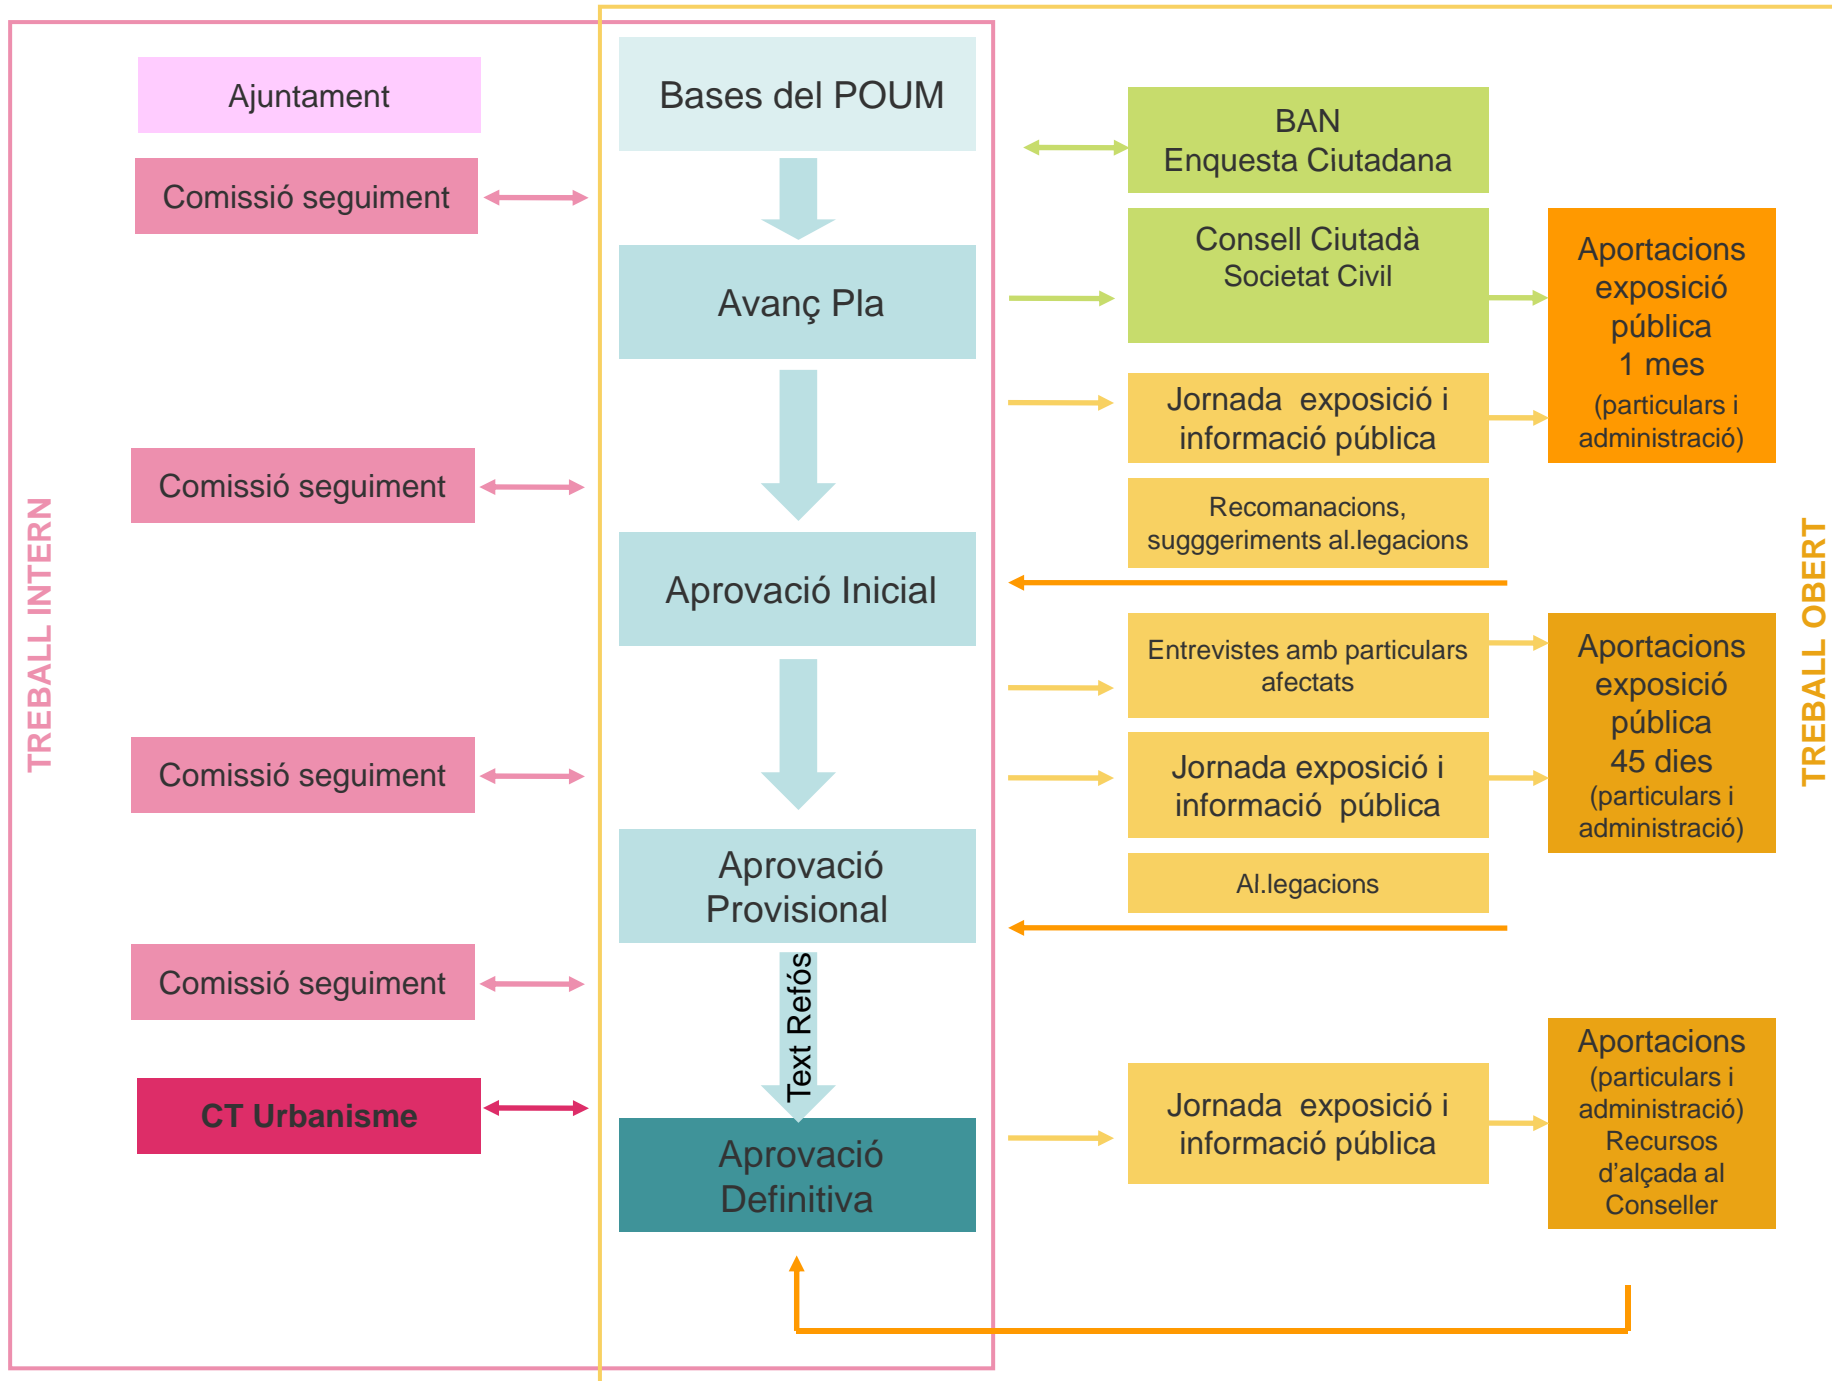 TREBALL INTERN
Ajuntament
Comissió seguiment
Comissió seguiment
Comissió seguiment
Comissió seguiment
CT Urbanisme
Bases del POUM
Avanç Pla
Aprovació Inicial
Aprovació
Provisional
Text Refós
Aprovació
Definitiva
BAN
Enquesta Ciutadana
Consell Ciutadà
Societat Civil
Jornada exposició i
informació pública
Recomanacions,
sugggeriments al.legacions
Entrevistes amb particulars
afectats
Jornada exposició i
informació pública
Al.legacions
Jornada exposició i
informació pública
Aportacions
exposició
pública
1 mes
(particulars i
administració)
Aportacions
exposició
pública
45 dies
(particulars i
administració)
Aportacions
(particulars i
administració)
Recursos
d’alçada al
Conseller
TREBALL OBERT